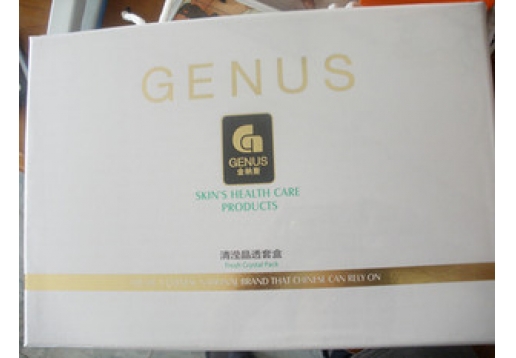 GENUS
GENUS
金纳斯
SKIN'S HEALTH CARE
PRODUCTS
清滢晶透套盒
Fresh Crystal Pack
BRAND THAT CHINESE CAN RELY ON